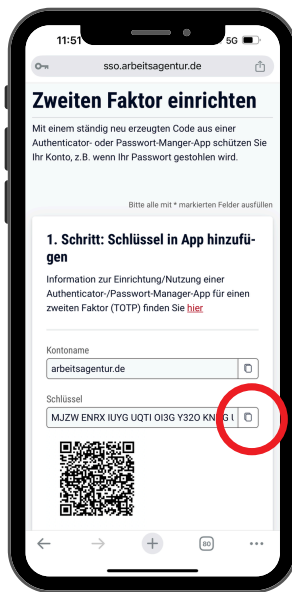 11:51
5G
sso.arbeitsagentur.de
Zweiten Faktor einrichten
Mit einem ständig neu erzeugten Code aus einer
Authenticator- oder Passwort-Manger-App schützen Sie
Ihr Konto, z.B. wenn Ihr Passwort gestohlen wird.
Bitte alle mit * markierten Felder ausfüllen
1. Schritt: Schlüssel in App hinzufü-
gen
Information zur Einrichtung/Nutzung einer
Authenticator-/Passwort-Manager-App für einen
zweiten Faktor (TOTP) finden Sie hier
Kontoname
arbeitsagentur.de
Schlüssel
MJZW ENRX IUYG UQTI OI3G Y32O
80